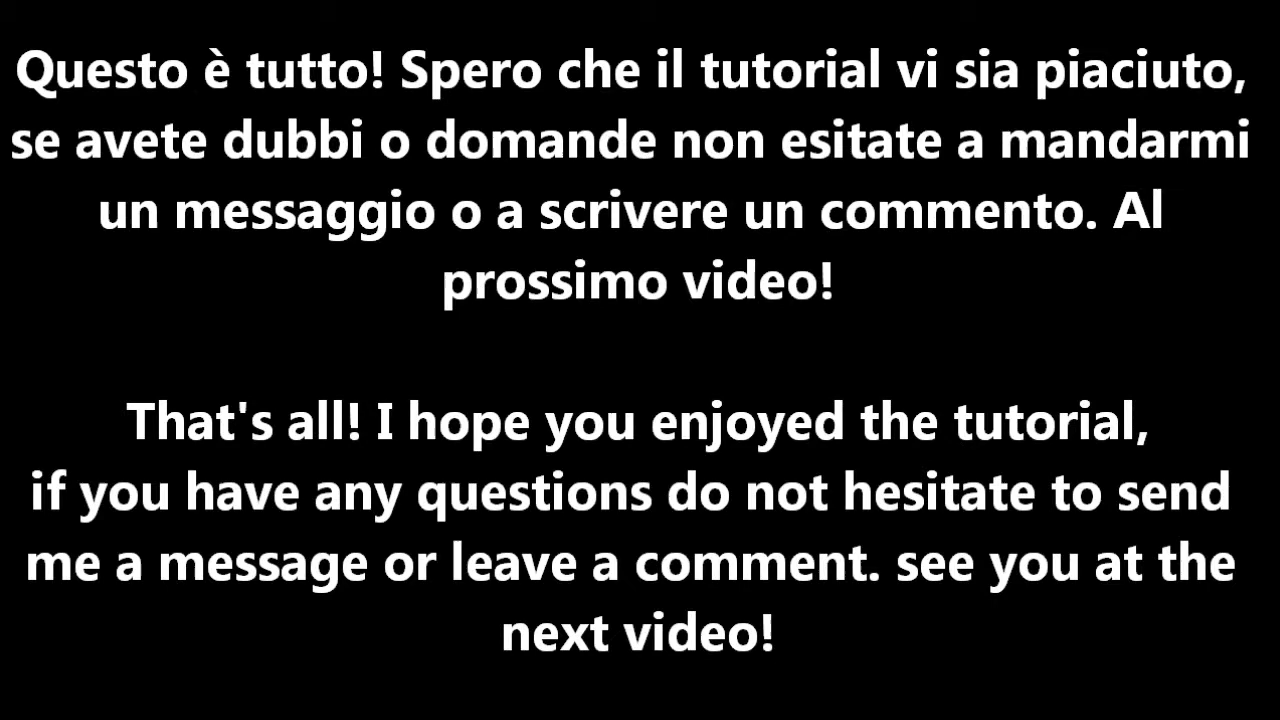 Questo è tutto! Spero che il tutorial vi sia piaciuto,
se avete dubbi o domande non esitate a mandarmi
un messaggio o a scrivere un commento. Al
prossimo video!
That's all! I hope you enjoyed the tutorial,
if you have any questions do not hesitate to send
me a message or leave a comment. see you at the
next video!